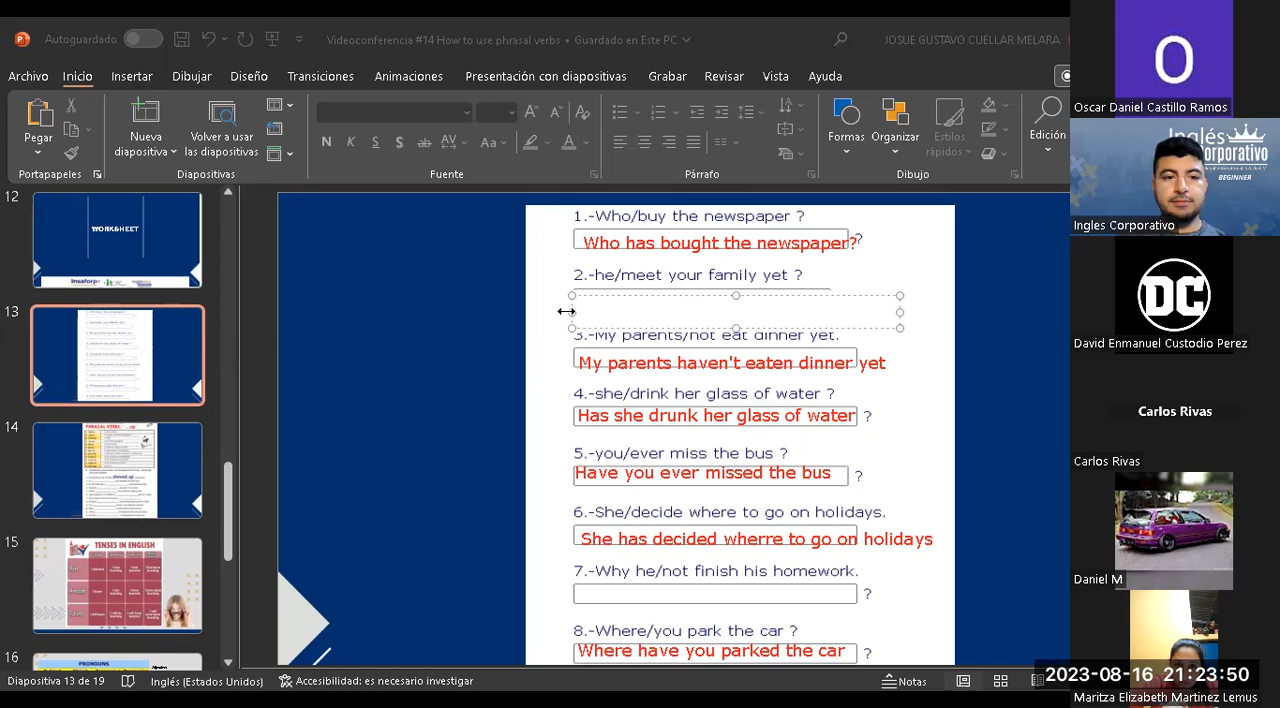 Autoguardado
Videoconferencia #14 How to use phrasal verbs • Guardado en Este PC
JOSUE GUSTAVO CUELLAR MELARA
Archivo Inicio Insertar Dibujar Diseño Transiciones Animaciones Presentación con diapositivas Grabar Revisar Vista Ayuda
Pegar
Nueva diapositiva
Volver a usar las diapositivas
Formas
Organizar
Estilos rápidos
Edición
Portapapeles
Diapositivas
Fuente
Párrafo
Dibujo
12
WORKSHEET
13
14
PHRASAL VERBS: ...up
15
TENSES IN ENGLISH
16
PRONOUNS
1.-Who/buy the newspaper ?
Who has bought the newspaper?
?
2.-he/meet your family yet ?
3.-My parents/not eat dinner yet.
My parents haven't eaten dinner yet
4.-she/drink her glass of water ?
Has she drunk her glass of water
?
5.-you/ever miss the bus ?
Have you ever missed the bus
?
6.-She/decide where to go on holidays.
She has decided wherre to go on holidays
7.-Why he/not finish his homework.
?
8.-Where/you park the car ?
Where have you parked the car
?
Diapositiva 13 de 19
Inglés (Estados Unidos)
Accesibilidad: es necesario investigar
Notas
O
Oscar Daniel Castillo Ramos
Inglés
orporativo
BEGINNER
Ingles Corporativo
DC
David Enmanuel Custodio Perez
Carlos Rivas
Carlos Rivas
Daniel M
2023-08-16 21:23:50
Maritza Elizabeth Martinez Lemus